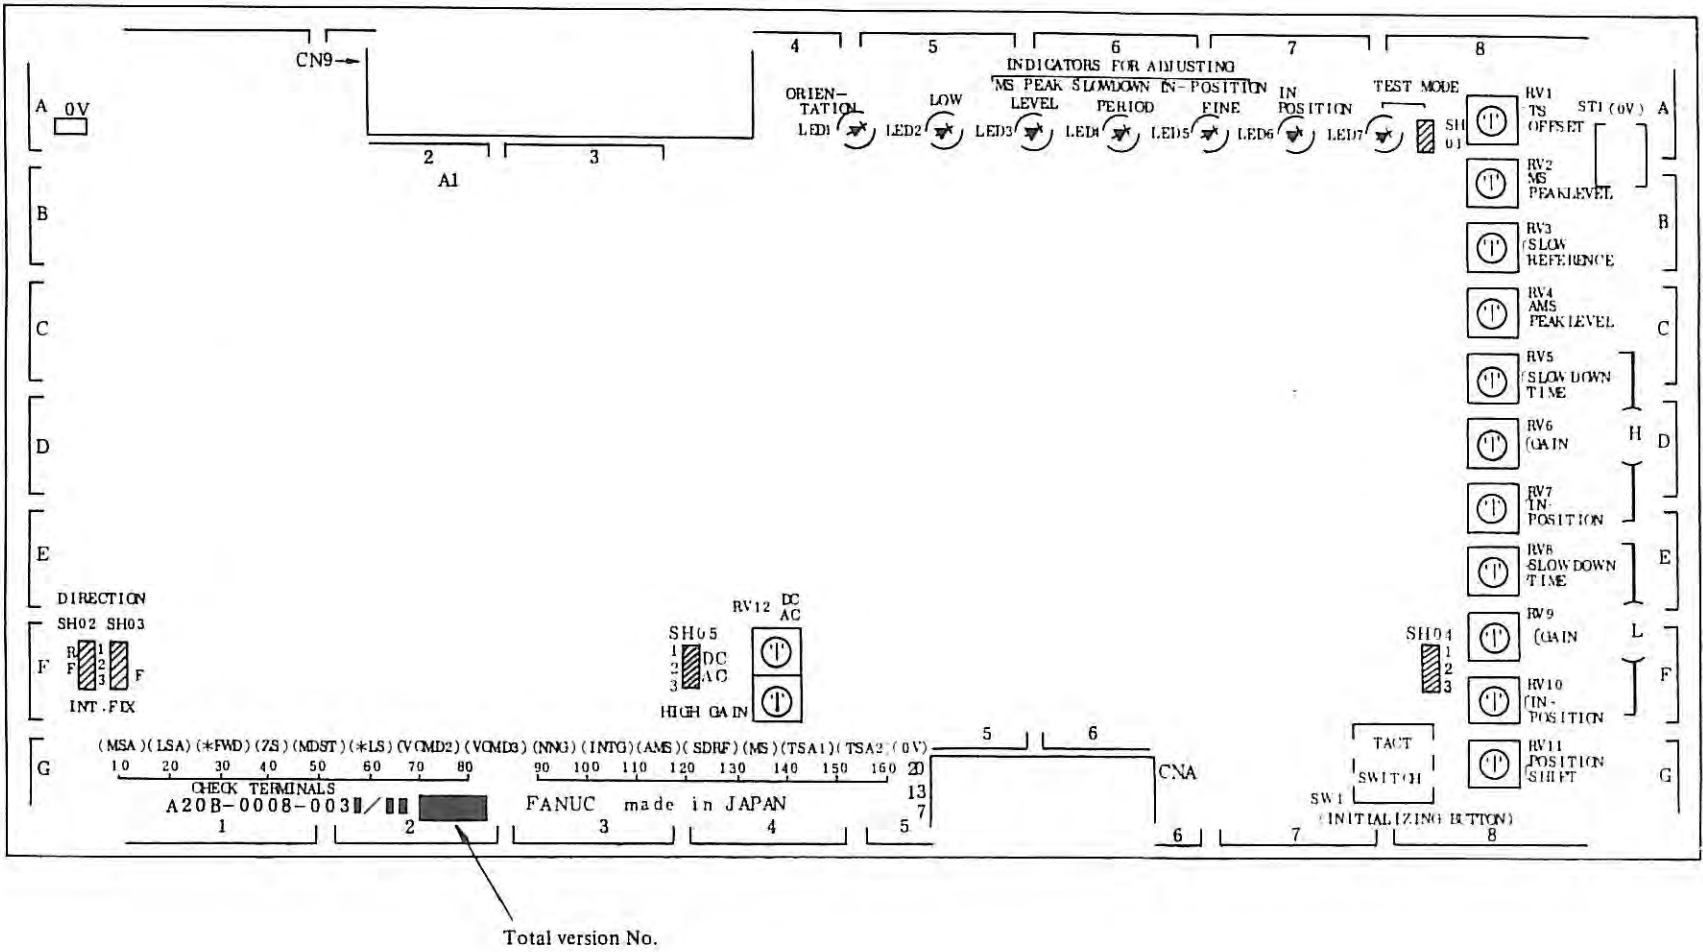 4 5 6 7 8
CN9
INDICATORS FOR ADJUSTING
MS PEAK SLOWDOWN IN-POSITION
ORIEN-
TATION
LOW
LEVEL
PERIOD
FINE
IN
POSITION
TEST MODE
LED1 LED2 LED3 LED4 LED5 LED6 LED7
SH
01
A 0V
RV1
TS
OFFSET
ST1 (0V)
A
2 3
A1
RV2
MS
PEAKLEVEL
B
B
RV3
(SLOW
REFERENCE
C
RV4
AMS
PEAK LEVEL
C
RV5
(SLOW DOWN
TIME
D
RV6
(GAIN
H
D
RV7
IN-
POSITION
E
RV8
SLOWDOWN
TIME
E
DIRECTION
SH02 SH03
R
F
1
2
3
F
INT.FIX
F
RV12 DC
AC
SH05
1
2
3
DC
AC
HIGH GAIN
SH04
1
2
3
RV9
(GAIN
L
F
RV10
(IN-
POSITION
G
(MSA)(LSA)(*FWD)(ZS)(MDST)(*LS)(VCMD2)(VCMD3)(NNG)(INTG)(AMS)(SDRF)(MS)(TSA1)(TSA2)(0V)
10 20 30 40 50 60 70 80 90 100 110 120 130 140 150 160 20
13
7
5 6
CNA
TACT
SWITCH
SW1
(INITIALIZING BUTTON)
RV11
(POSITION
SHIFT
G
CHECK TERMINALS
A20B-0008-003 /
FANUC made in JAPAN
1 2 3 4 5 6 7 8
Total version No.